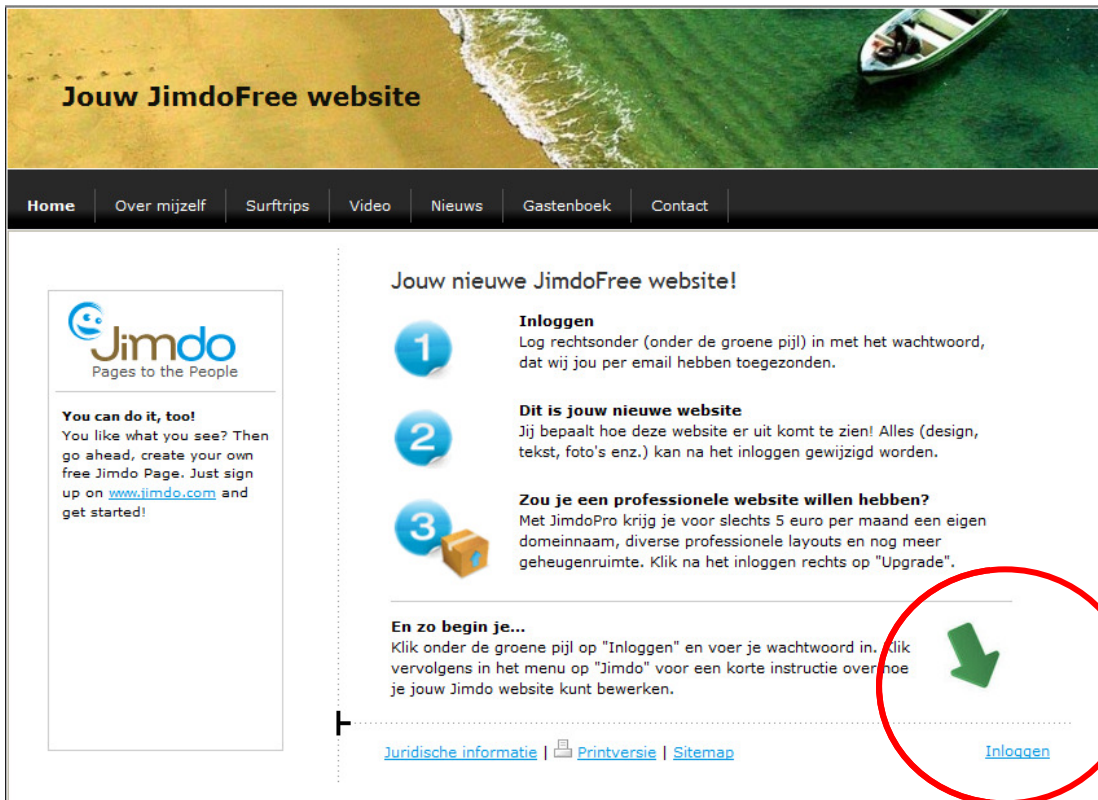 Jouw JimdoFree website
Home Over mijzelf Surftrips Video Nieuws Gastenboek Contact
Jimdo
Pages to the People
You can do it, too!
You like what you see? Then
go ahead, create your own
free Jimdo Page. Just sign
up on www.jimdo.com and
get started!
Jouw nieuwe JimdoFree website!
1
Inloggen
Log rechtsonder (onder de groene pijl) in met het wachtwoord,
dat wij jou per email hebben toegezonden.
2
Dit is jouw nieuwe website
Jij bepaalt hoe deze website er uit komt te zien! Alles (design,
tekst, foto's enz.) kan na het inloggen gewijzigd worden.
3
Zou je een professionele website willen hebben?
Met JimdoPro krijg je voor slechts 5 euro per maand een eigen
domeinnaam, diverse professionele layouts en nog meer
geheugenruimte. Klik na het inloggen rechts op "Upgrade".
En zo begin je...
Klik onder de groene pijl op "Inloggen" en voer je wachtwoord in. Klik
vervolgens in het menu op "Jimdo" voor een korte instructie over hoe
je jouw Jimdo website kunt bewerken.
Juridische informatie | Printversie | Sitemap
Inloggen